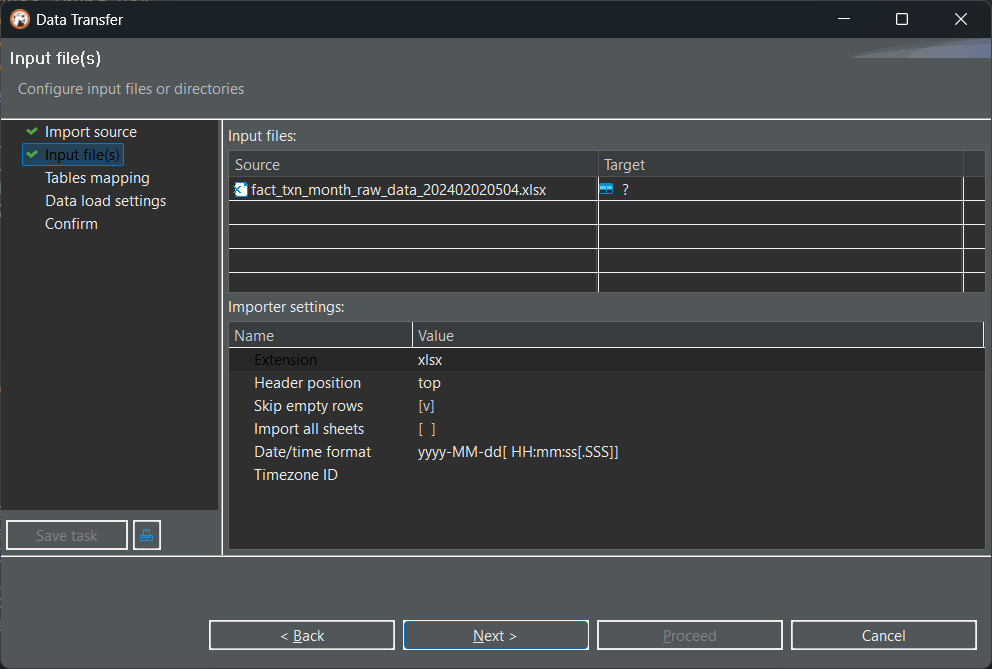 Data Transfer
Input file(s)
Configure input files or directories
Import source
Input file(s)
Tables mapping
Data load settings
Confirm
Save task
Input files:
Source Target
fact_txn_month_raw_data_202402020504.xlsx ?
Importer settings:
Name Value
Extension xlsx
Header position top
Skip empty rows [v]
Import all sheets [ ]
Date/time format yyyy-MM-dd[ HH:mm:ss[.SSS]]
Timezone ID
< Back Next > Proceed Cancel